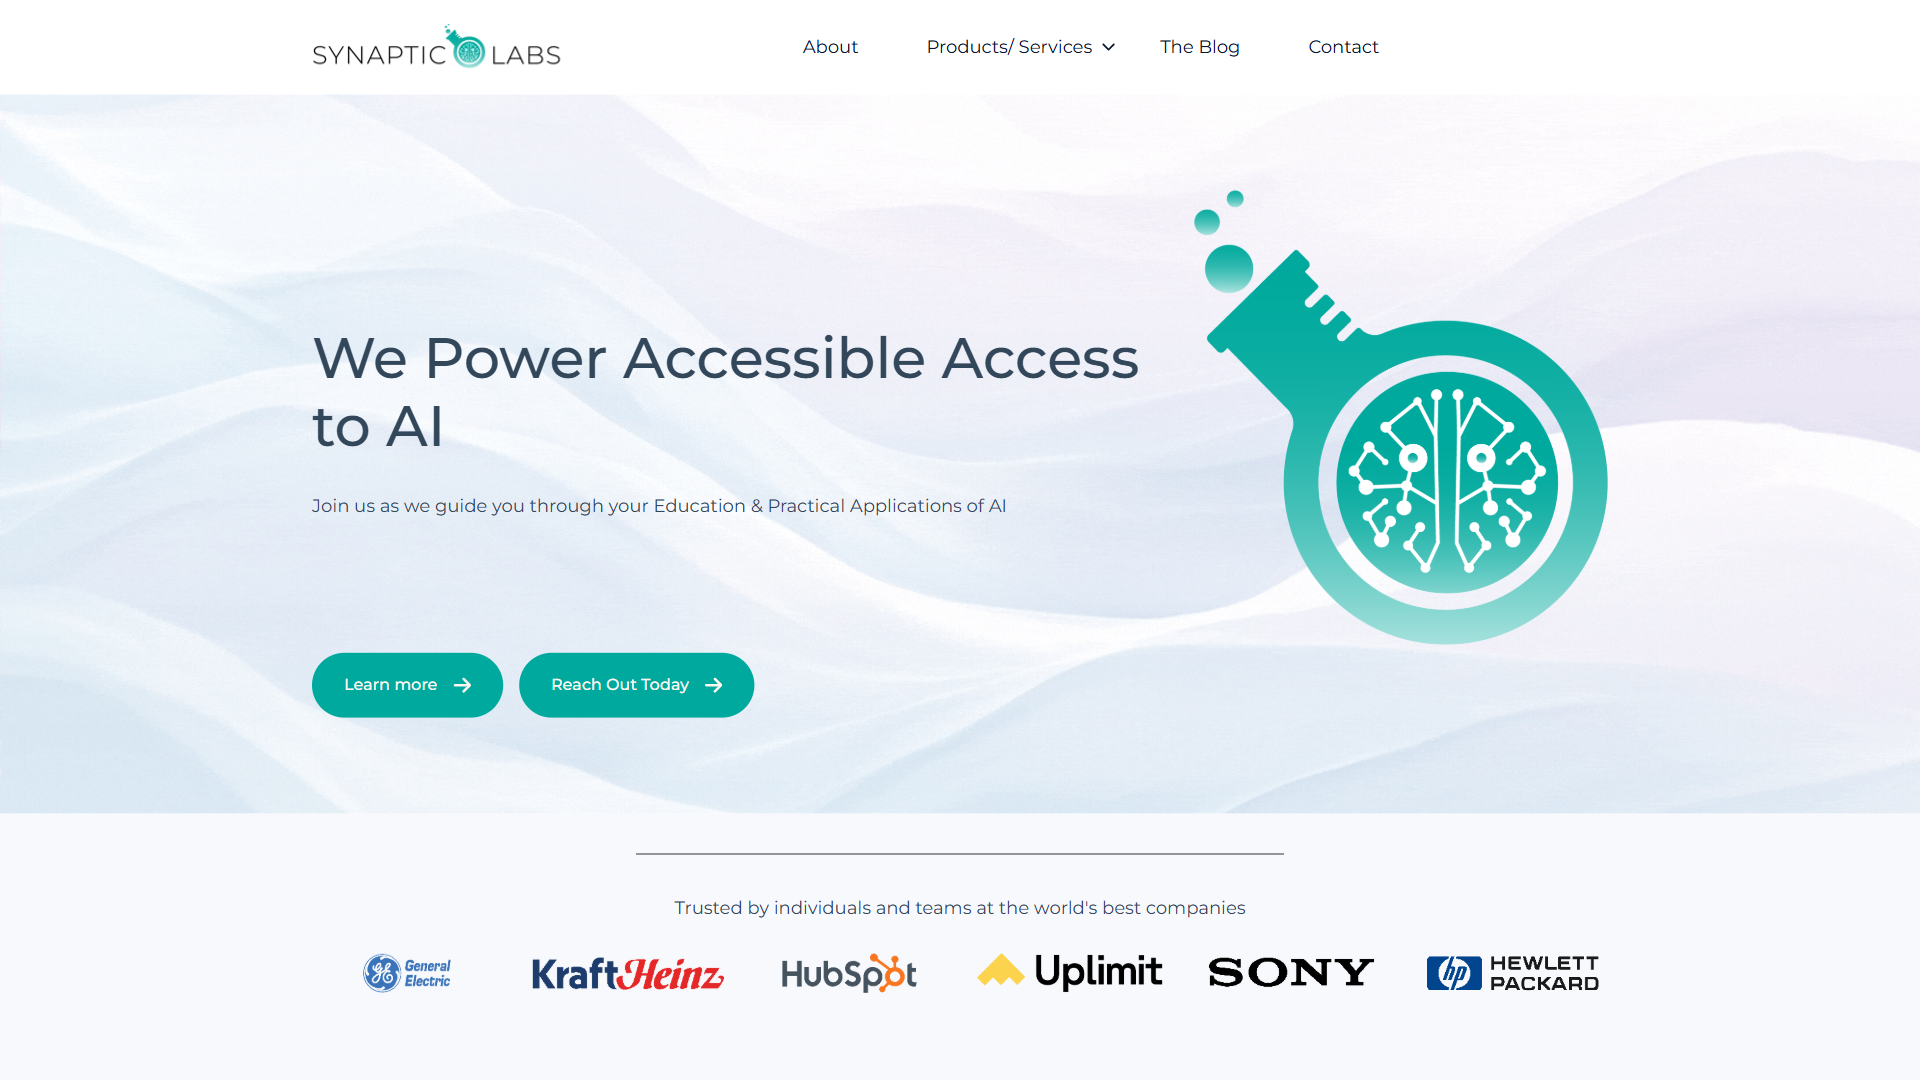 SYNAPTIC LABS
About
Products/ Services
The Blog
Contact
We Power Accessible Access
to AI
Join us as we guide you through your Education & Practical Applications of AI
Learn more
Reach Out Today
Trusted by individuals and teams at the world's best companies
GE General
Electric
KraftHeinz
HubSpot
Uplimit
SONY
hp HEWLETT
PACKARD